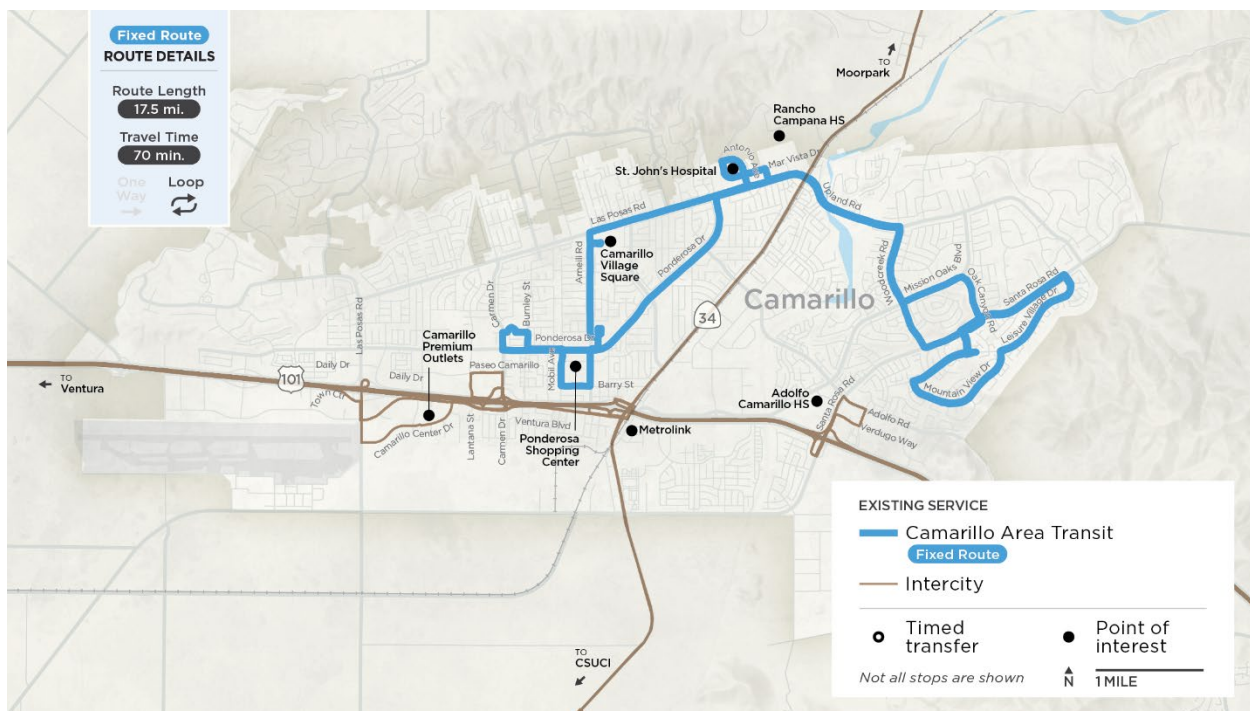 Fixed Route
ROUTE DETAILS
Route Length
17.5 mi.
Travel Time
70 min.
One
Way
Loop
TO
Moorpark
Rancho
Campana HS
Antonio Ave
Mar Vista Dr
St. John's Hospital
Upland Rd
Las Posas Rd
Camarillo
Village
Square
Arneill Rd
Ponderosa Dr
Woodcreek Rd
Mission Oaks
Blvd
Oak Canyon Rd
Santa Rosa Rd
Leisure Village Dr
Mountain View Dr
Camarillo
34
Carmen Dr
Burnley St
Ponderosa Dr
Las Posas Rd
Camarillo
Premium
Outlets
Paseo Camarillo
Mobil Ave
Barry St
Daily Dr
Daily Dr
101
TO
Ventura
Town Ctr
Camarillo Center Dr
Lantana St
Carmen Dr
Ventura Blvd
Ponderosa
Shopping
Center
Metrolink
Adolfo
Camarillo HS
Santa Rosa Rd
Adolfo Rd
Verdugo Way
TO
CSUCI
EXISTING SERVICE
Camarillo Area Transit
Fixed Route
Intercity
Timed
transfer
Point of
interest
Not all stops are shown
N
1 MILE